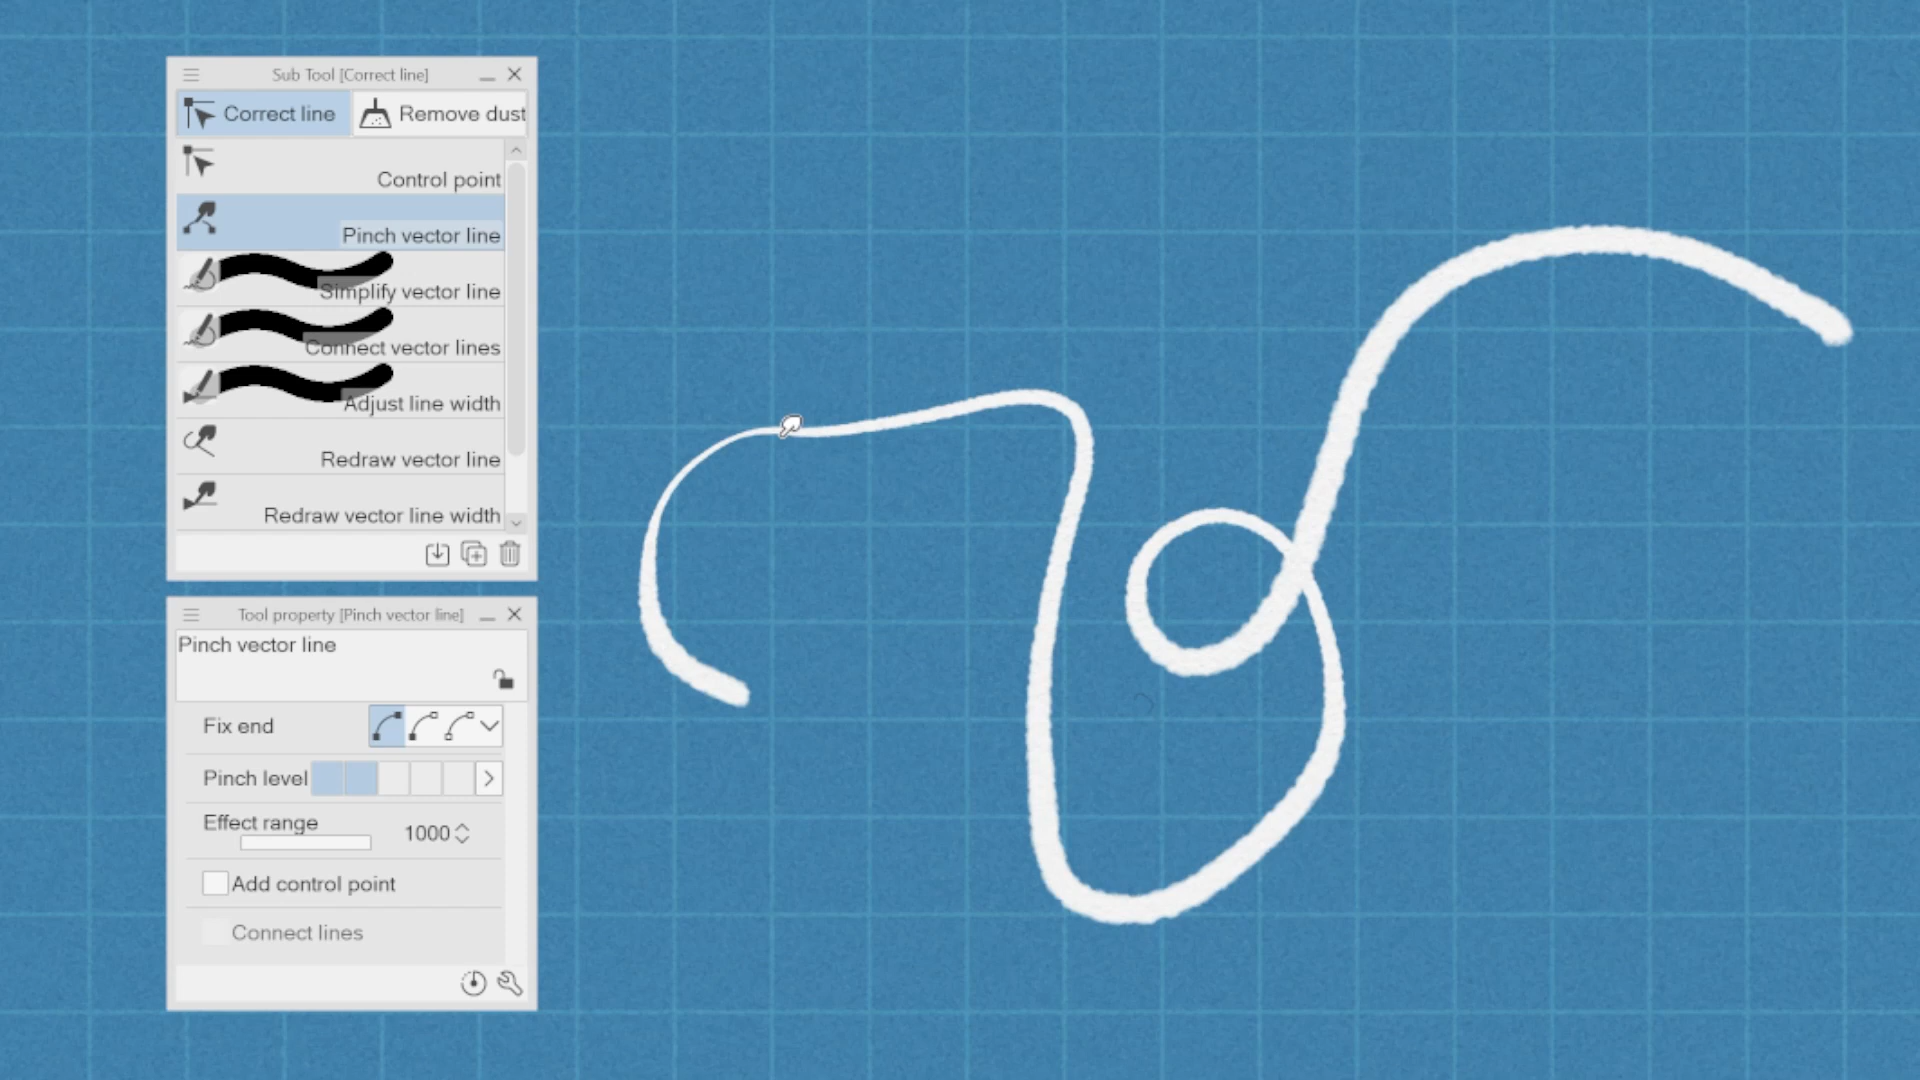 Sub Tool [Correct line]
Correct line
Remove dust
Control point
Pinch vector line
Simplify vector line
Connect vector lines
Adjust line width
Redraw vector line
Redraw vector line width
Tool property [Pinch vector line]
Pinch vector line
Fix end
Pinch level
Effect range 1000
Add control point
Connect lines